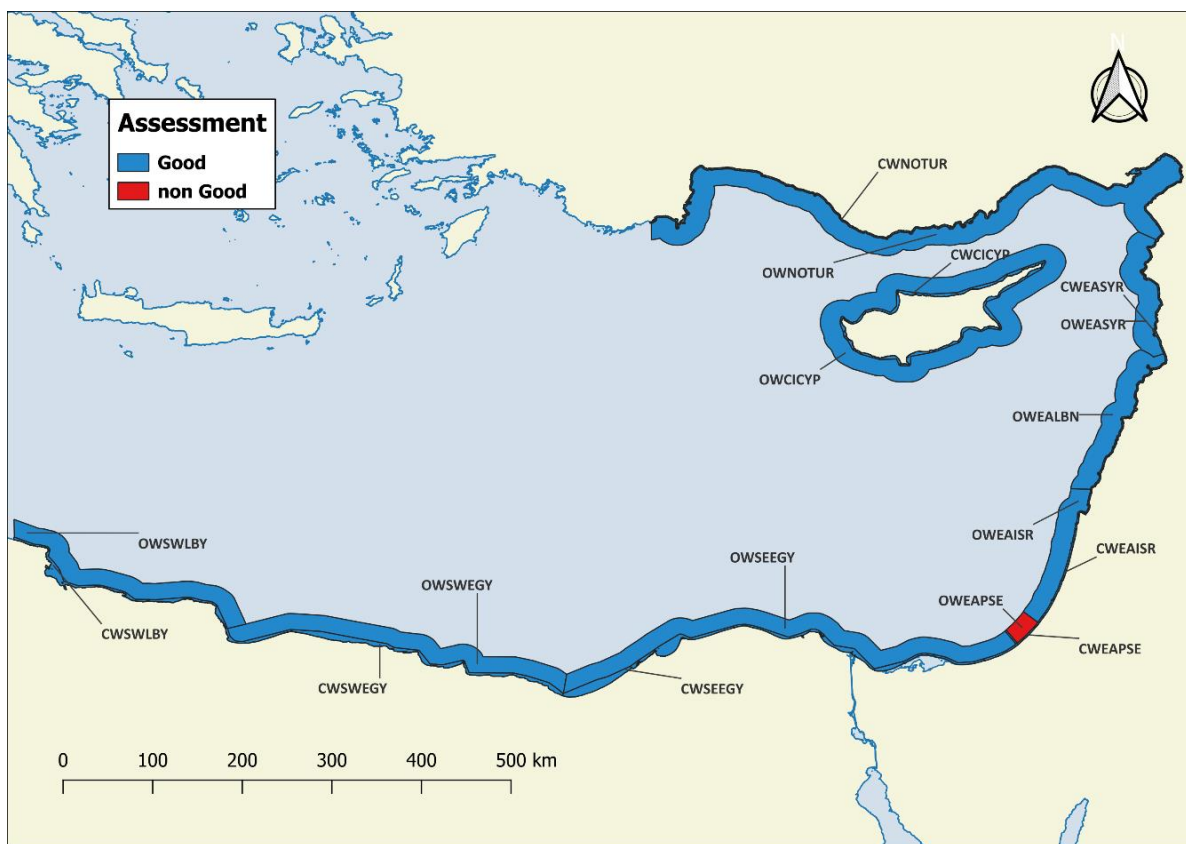 N
Assessment
Good
non Good
CWNOTUR
OWNOTUR
CWCICYP
CWEASYR
OWEASYR
OWCICYP
OWEALBN
OWEAISR
CWEAISR
OWSWLBY
OWSEEGY
OWSWEGY
OWEAPSE
CWSWLBY
CWEAPSE
CWSWEGY
CWSEEGY
0 100 200 300 400 500 km